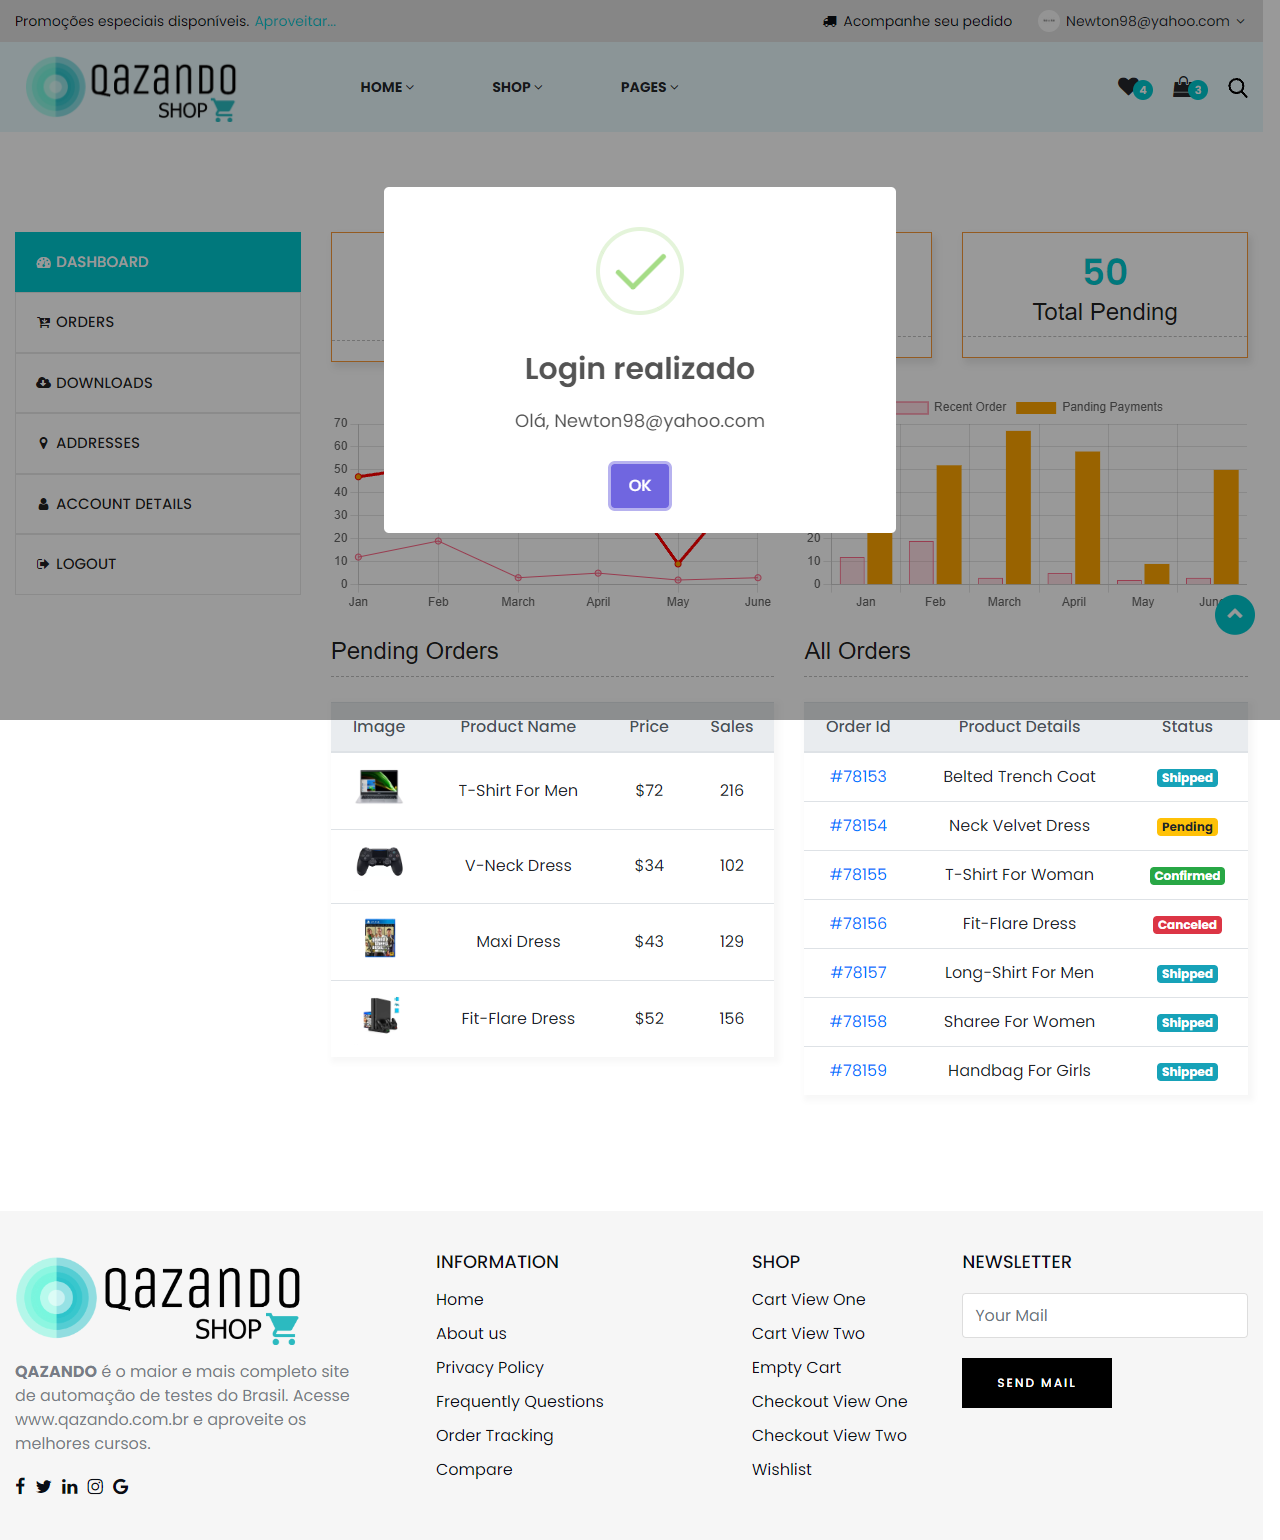 Promoções especiais disponíveis. Aproveitar...
Acompanhe seu pedido
Newton98@yahoo.com
QAZANDO
SHOP
HOME
SHOP
PAGES
4
3
DASHBOARD
ORDERS
DOWNLOADS
ADDRESSES
ACCOUNT DETAILS
LOGOUT
Login realizado
Olá, Newton98@yahoo.com
OK
50
Total Pending
70
60
50
40
30
20
10
0
Jan Feb March April May June
Recent Order Panding Payments
20
10
0
Jan Feb March April May June
Pending Orders
Image Product Name Price Sales
T-Shirt For Men $72 216
V-Neck Dress $34 102
Maxi Dress $43 129
Fit-Flare Dress $52 156
All Orders
Order Id Product Details Status
#78153 Belted Trench Coat Shipped
#78154 Neck Velvet Dress Pending
#78155 T-Shirt For Woman Confirmed
#78156 Fit-Flare Dress Canceled
#78157 Long-Shirt For Men Shipped
#78158 Sharee For Women Shipped
#78159 Handbag For Girls Shipped
QAZANDO
SHOP
QAZANDO é o maior e mais completo site
de automação de testes do Brasil. Acesse
www.qazando.com.br e aproveite os
melhores cursos.
INFORMATION
Home
About us
Privacy Policy
Frequently Questions
Order Tracking
Compare
SHOP
Cart View One
Cart View Two
Empty Cart
Checkout View One
Checkout View Two
Wishlist
NEWSLETTER
Your Mail
SEND MAIL